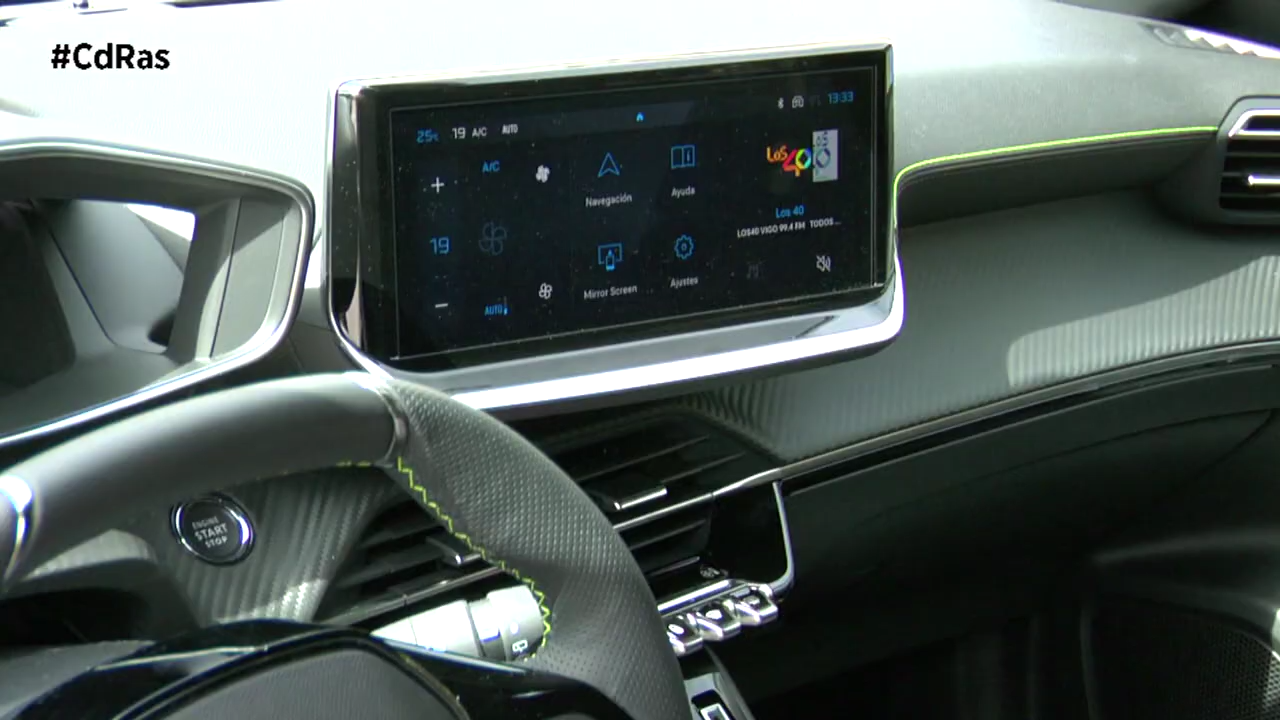 #CdRas
25°C 19 A/C AUTO
13:33
A/C
+
Navegación
Ayuda
LOS 40
LOS
Los 40
LOS40 VIGO 99.4 FM TODOS...
19
Mirror Screen
Ajustes
−
AUTO
ENGINE
START
STOP